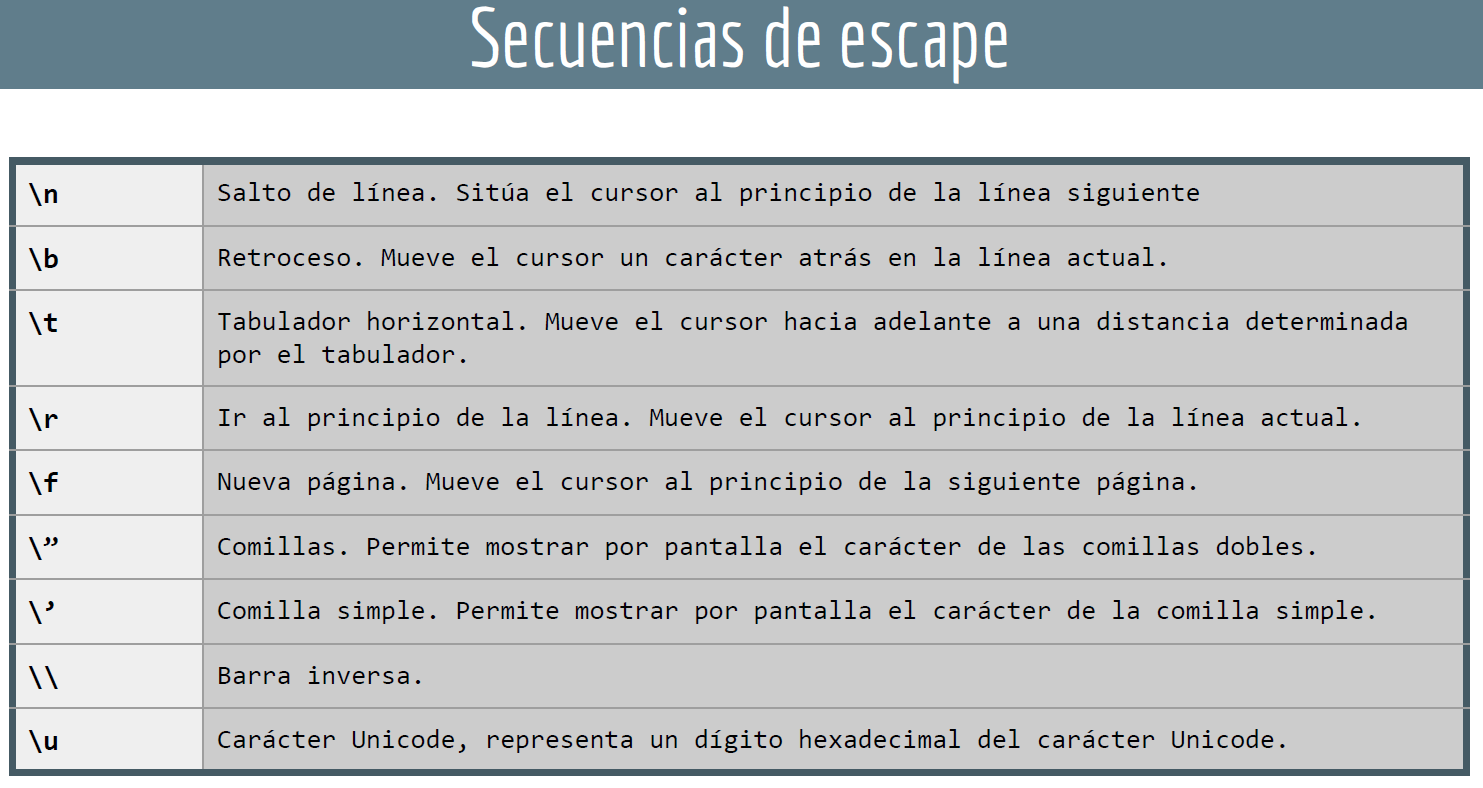 Secuencias de escape
\n Salto de línea. Sitúa el cursor al principio de la línea siguiente
\b Retroceso. Mueve el cursor un carácter atrás en la línea actual.
\t Tabulador horizontal. Mueve el cursor hacia adelante a una distancia determinada
por el tabulador.
\r Ir al principio de la línea. Mueve el cursor al principio de la línea actual.
\f Nueva página. Mueve el cursor al principio de la siguiente página.
\” Comillas. Permite mostrar por pantalla el carácter de las comillas dobles.
\’ Comilla simple. Permite mostrar por pantalla el carácter de la comilla simple.
\\ Barra inversa.
\u Carácter Unicode, representa un dígito hexadecimal del carácter Unicode.